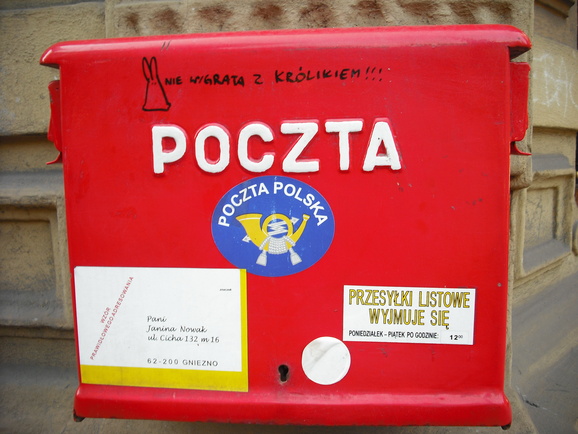 NIE WYGRATA Z KRÓLIKIEM!!!
POCZTA
POCZTA POLSKA
WZÓR
PRAWIDŁOWEGO ADRESOWANIA
Pani
Janina Nowak
ul. Cicha 132 m 16
62-200 GNIEZNO
PRZESYŁKI LISTOWE
WYJMUJE SIĘ
PONIEDZIAŁEK - PIĄTEK PO GODZINIE: 12⁰⁰